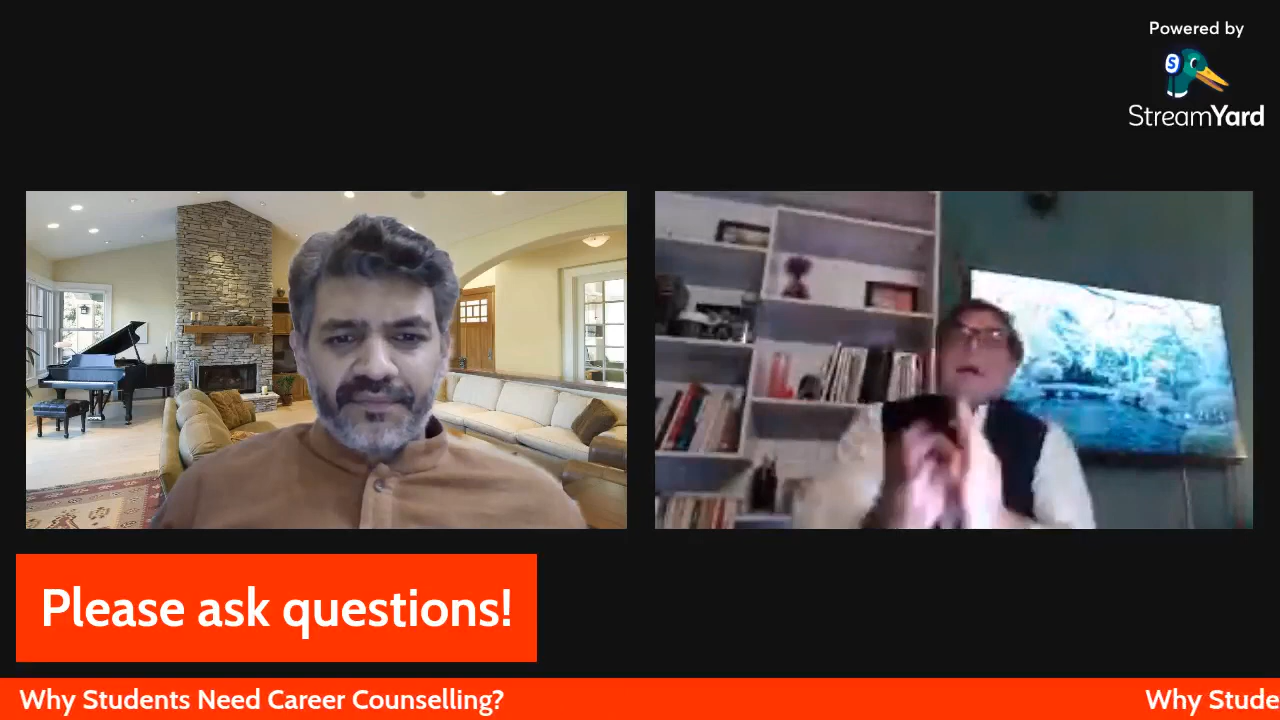 Powered by
S
StreamYard
Please ask questions!
Why Students Need Career Counselling?
Why Stude